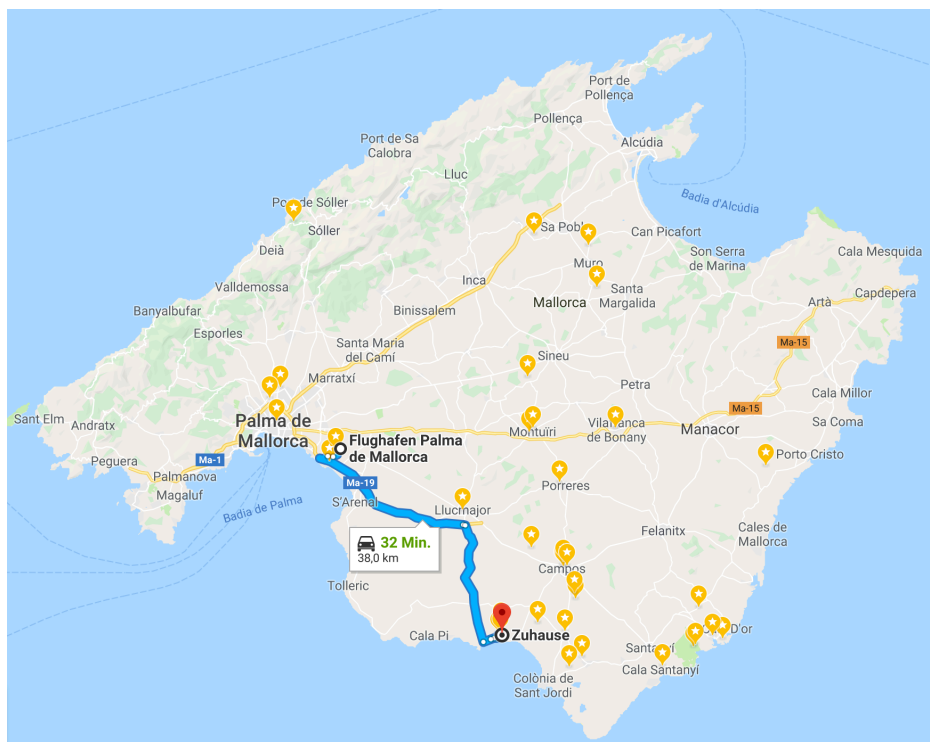 Port de
Pollença
Pollença
Port de Sa
Calobra
Alcúdia
Lluc
Badia d'Alcúdia
Port de Sóller
Sa Pobla
Sóller
Can Picafort
Deià
Muro
Son Serra
de Marina
Cala Mesquida
Inca
Valldemossa
Santa
Margalida
Capdepera
Mallorca
Artà
Banyalbufar
Binissalem
Esporles
Santa Maria
del Camí
Ma-15
Sineu
Marratxí
Petra
Cala Millor
Ma-15
Sant Elm
Andratx
Palma de
Mallorca
Montuïri
Vilafranca
de Bonany
Manacor
Sa Coma
Flughafen Palma
de Mallorca
Porto Cristo
Peguera
Ma-1
Palmanova
Magaluf
Ma-19
Porreres
S'Arenal
Badia de Palma
Llucmajor
Felanitx
Cales de
Mallorca
32 Min.
38,0 km
Campos
Tolleric
Cala Pi
Zuhause
D'or
Cala Santanyí
Colònia de
Sant Jordi